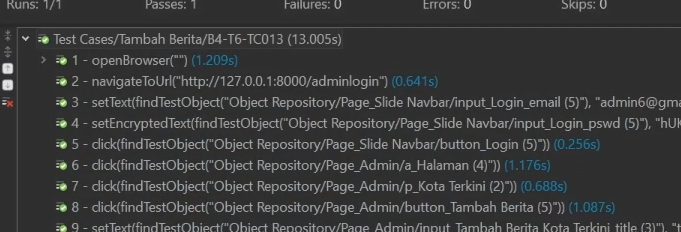 Runs: 1/1 Passes: 1 Failures: 0 Errors: 0 Skips: 0
Test Cases/Tambah Berita/B4-T6-TC013 (13.005s)
1 - openBrowser("") (1.209s)
2 - navigateToUrl("http://127.0.0.1:8000/adminlogin") (0.641s)
3 - setText(findTestObject("Object Repository/Page_Slide Navbar/input_Login_email (5)"), "admin6@gma
4 - setEncryptedText(findTestObject("Object Repository/Page_Slide Navbar/input_Login_pswd (5)"), "hUK
5 - click(findTestObject("Object Repository/Page_Slide Navbar/button_Login (5)")) (0.256s)
6 - click(findTestObject("Object Repository/Page_Admin/a_Halaman (4)")) (1.176s)
7 - click(findTestObject("Object Repository/Page_Admin/p_Kota Terkini (2)")) (0.688s)
8 - click(findTestObject("Object Repository/Page_Admin/button_Tambah Berita (5)")) (1.087s)
9 - setText(findTestObject("Object Repository/Page_Admin/input_Tambah Berita Kota Terkini_title (3)"), "t